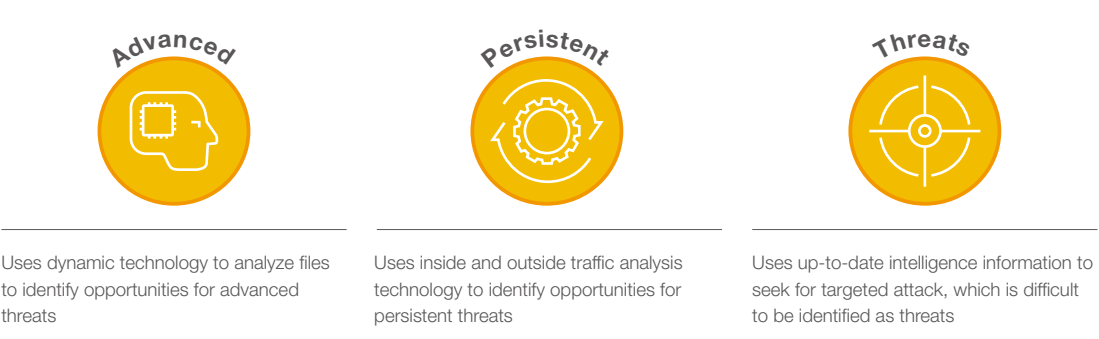 Advanced
Uses dynamic technology to analyze files
to identify opportunities for advanced
threats
Persistent
Uses inside and outside traffic analysis
technology to identify opportunities for
persistent threats
Threats
Uses up-to-date intelligence information to
seek for targeted attack, which is difficult
to be identified as threats